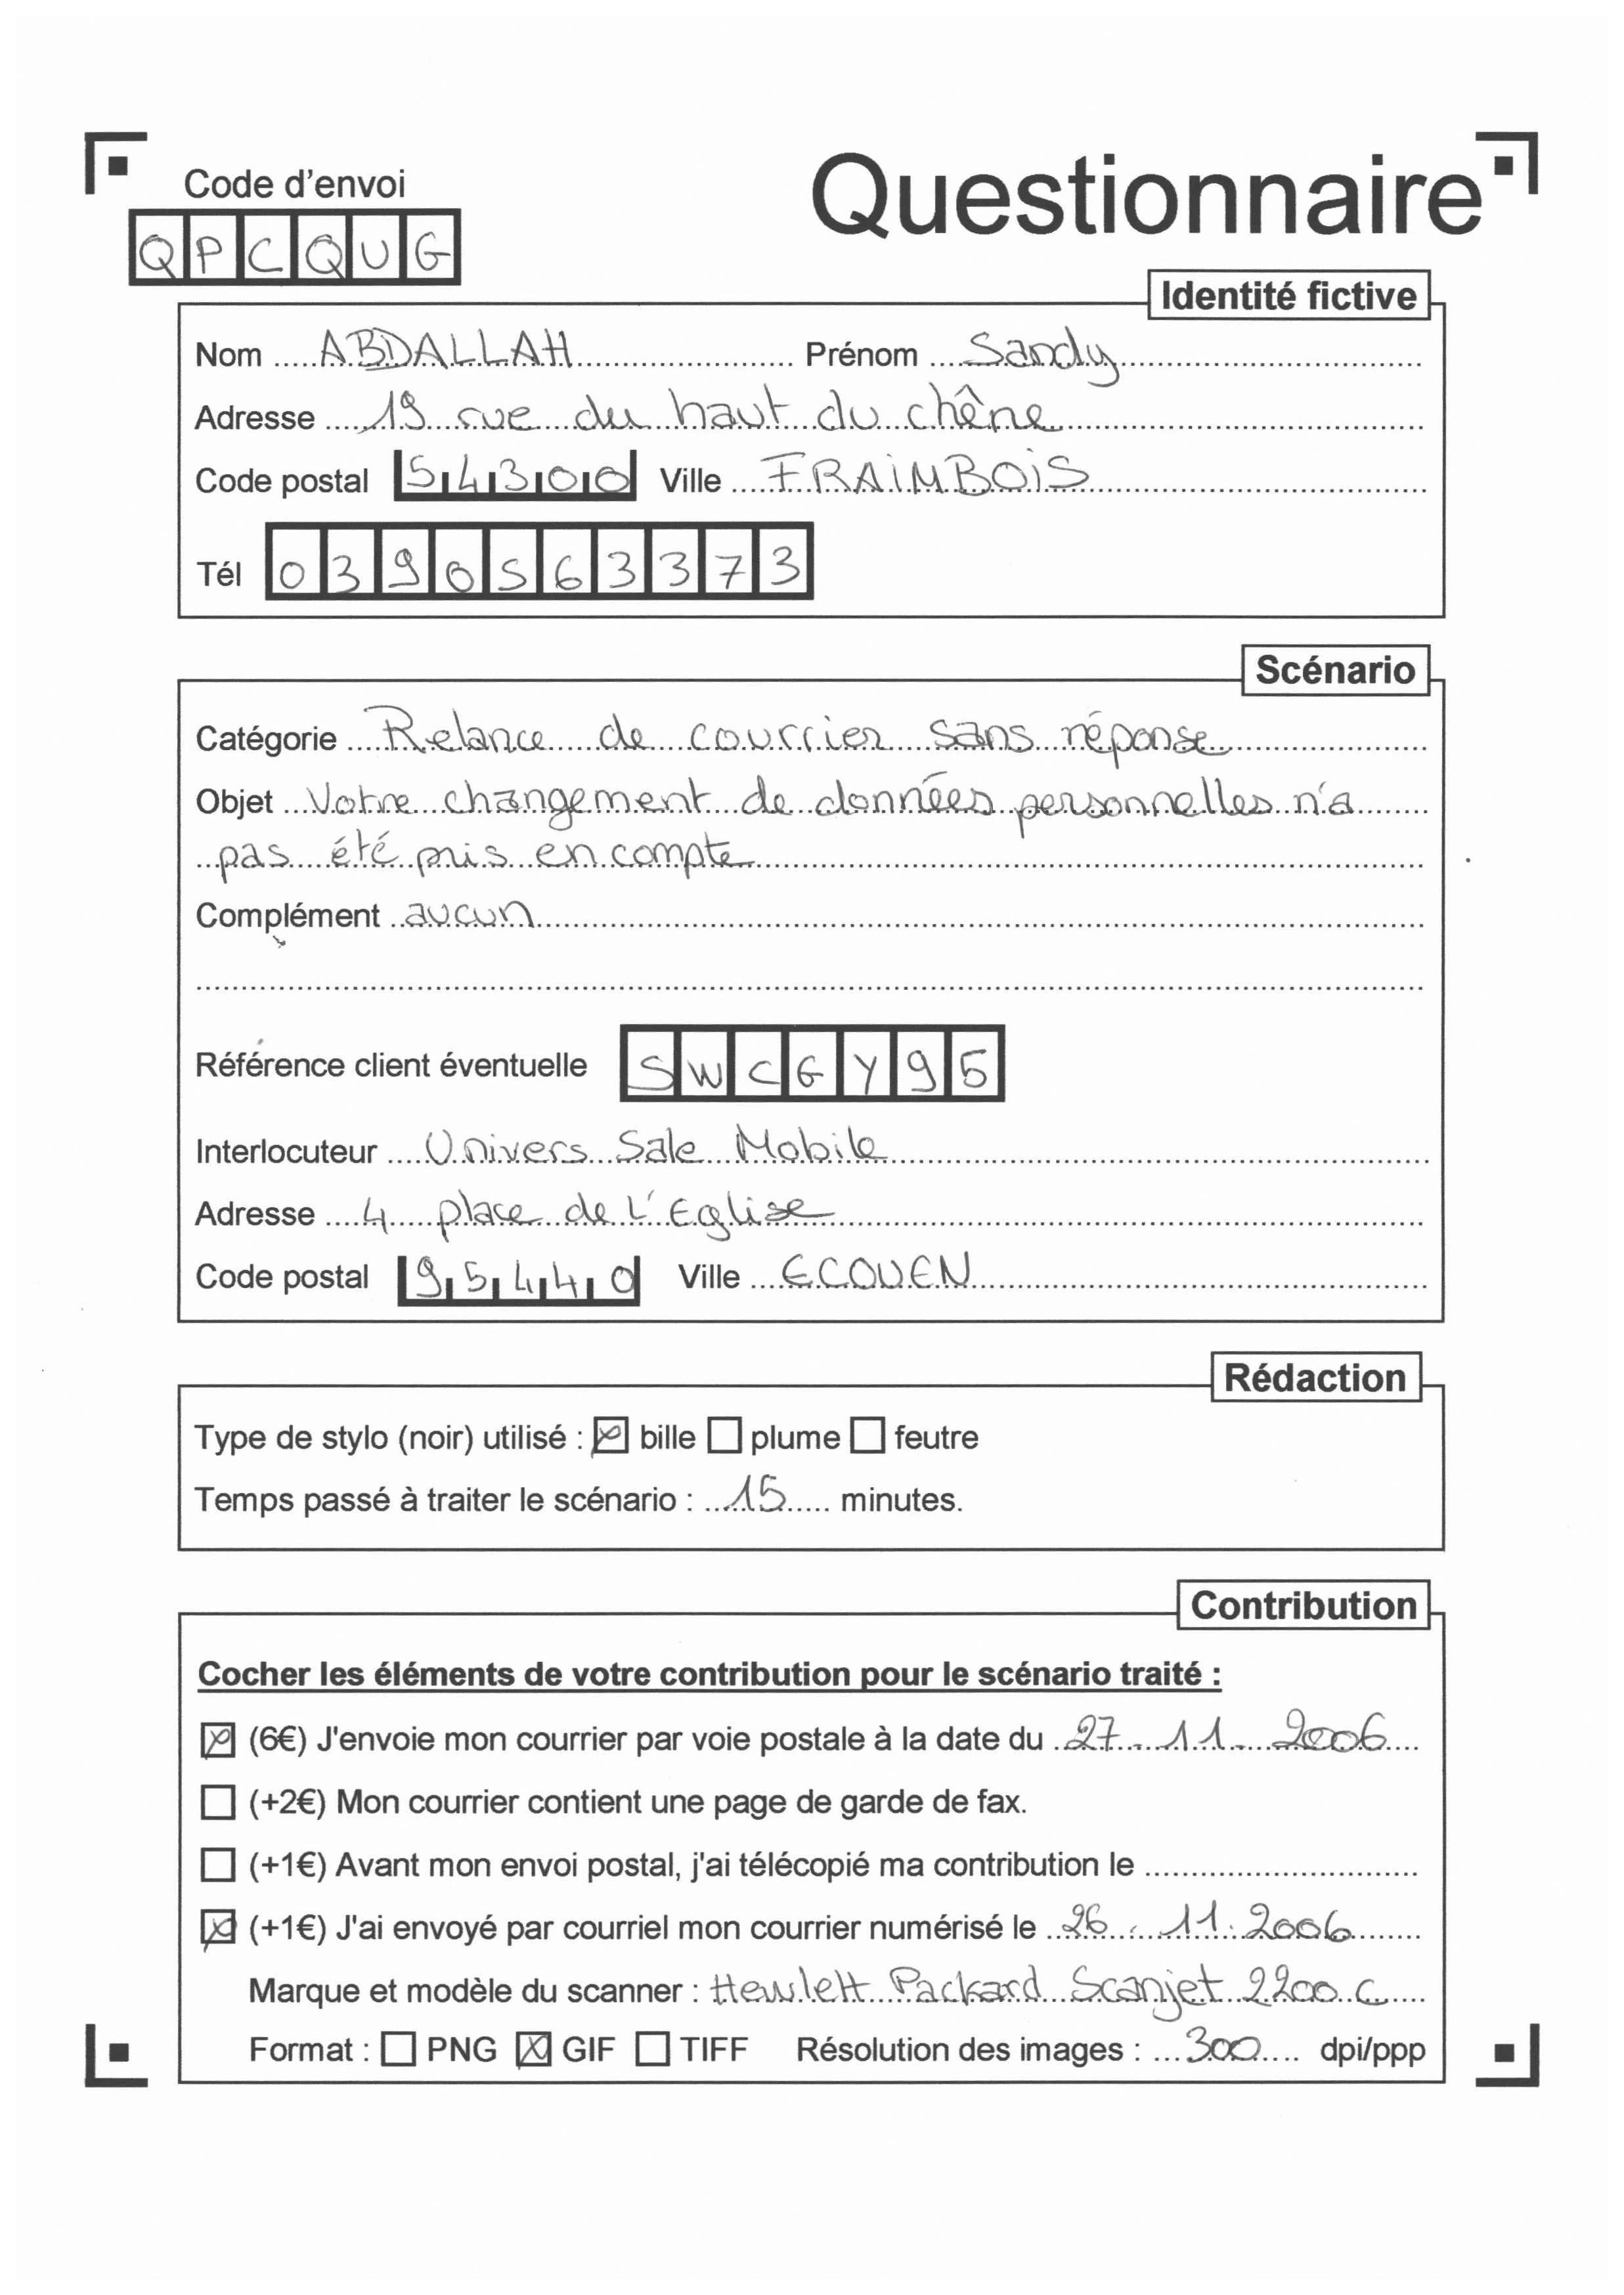 Code d'envoi
QPCQUG
Questionnaire
Identité fictive
Nom ABDALLAH Prénom Sandy
Adresse 19 rue du haut du chêne
Code postal 54300 Ville FRAIMBOIS
Tél 0390563373
Scénario
Catégorie Relance de courrier sans réponse
Objet Votre changement de données personnelles n'a
pas été pris en compte
Complément aucun
Référence client éventuelle SWCGY95
Interlocuteur Univers Sale Mobile
Adresse 4 place de L'Eglise
Code postal 95440 Ville ECOUEN
Rédaction
Type de stylo (noir) utilisé : ☒ bille ☐ plume ☐ feutre
Temps passé à traiter le scénario : 15 minutes.
Contribution
Cocher les éléments de votre contribution pour le scénario traité :
☒ (6€) J'envoie mon courrier par voie postale à la date du 27-11-2006
☐ (+2€) Mon courrier contient une page de garde de fax.
☐ (+1€) Avant mon envoi postal, j'ai télécopié ma contribution le
☒ (+1€) J'ai envoyé par courriel mon courrier numérisé le 26.11.2006
Marque et modèle du scanner : Hewlett Packard Scanjet 2200 c
Format : ☐ PNG ☒ GIF ☐ TIFF Résolution des images : 300 dpi/ppp